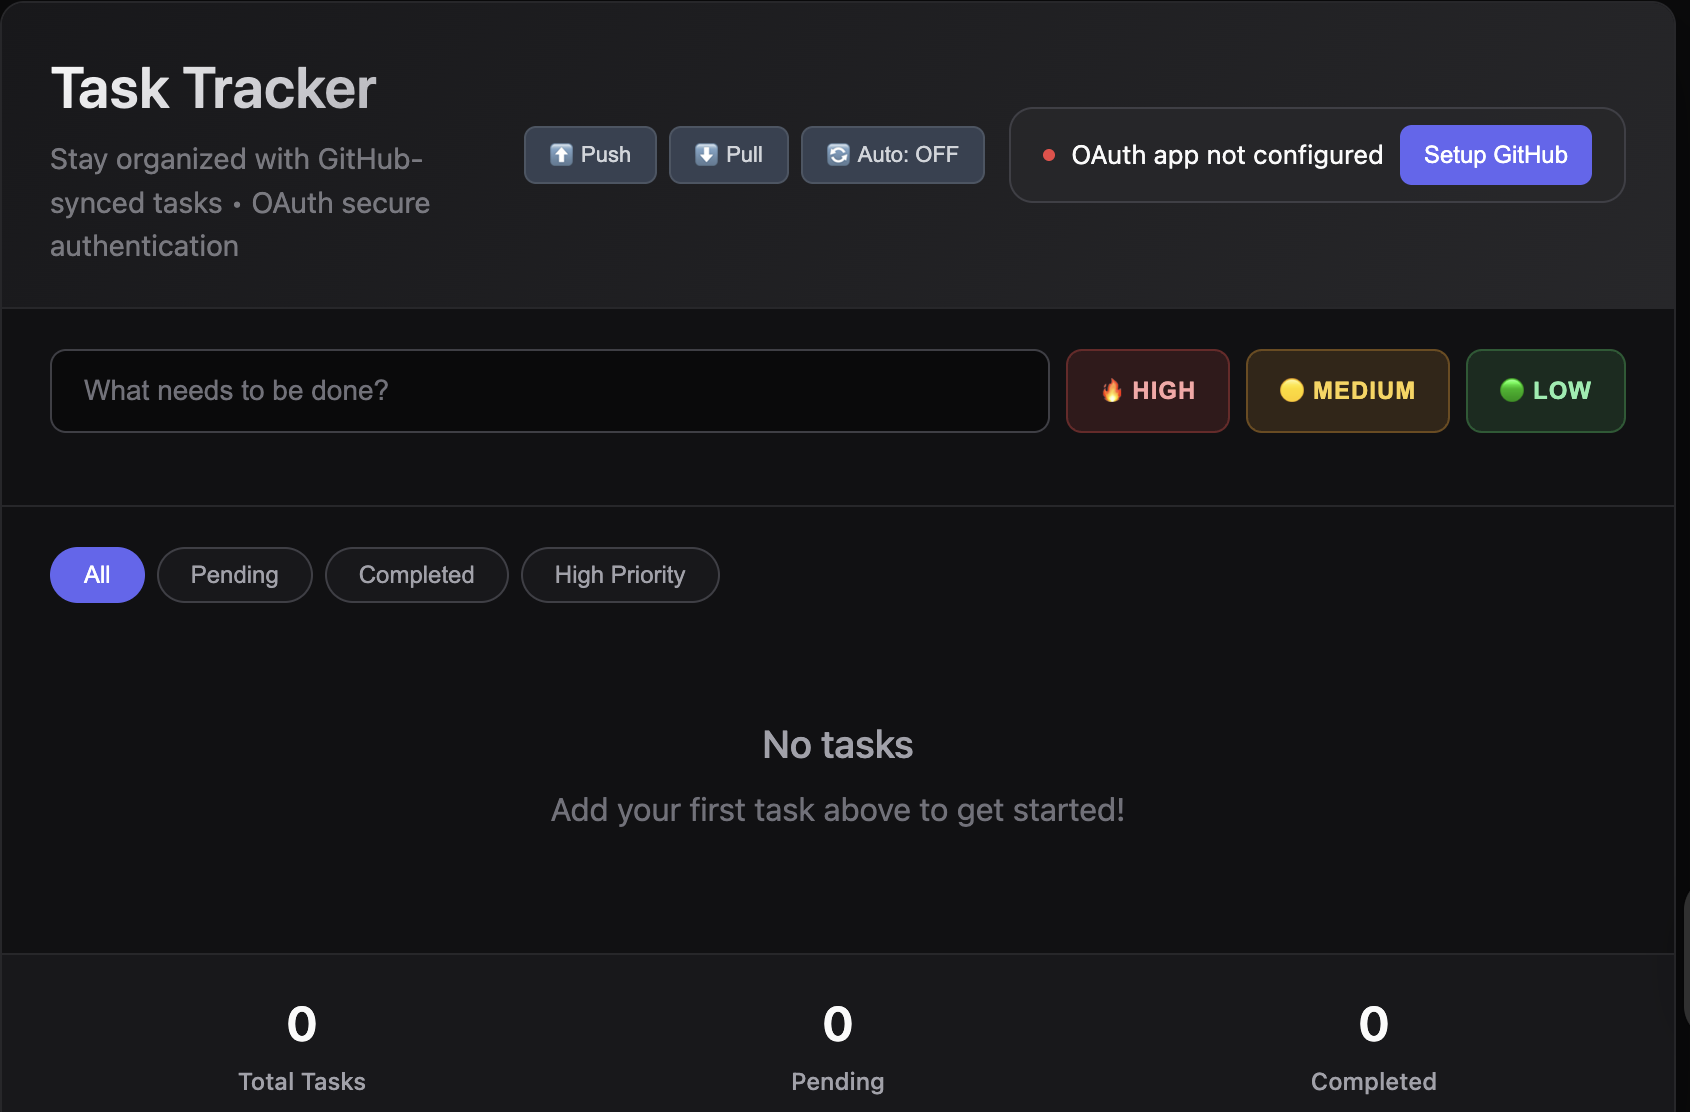 Task Tracker
Stay organized with GitHub-
synced tasks • OAuth secure
authentication
⬆️ Push
⬇️ Pull
🔄 Auto: OFF
OAuth app not configured
Setup GitHub
What needs to be done?
🔥 HIGH
🟡 MEDIUM
🟢 LOW
All
Pending
Completed
High Priority
No tasks
Add your first task above to get started!
0
Total Tasks
0
Pending
0
Completed